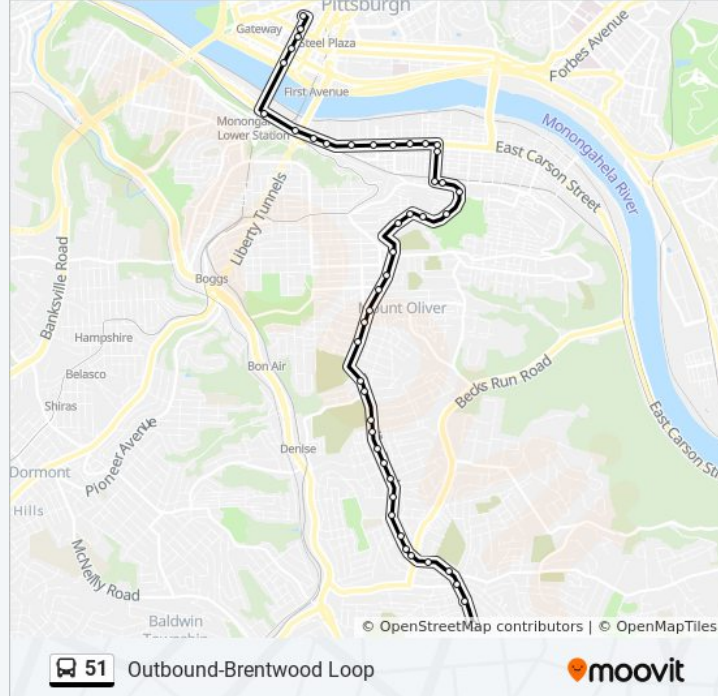 Pittsburgh
Gateway
Steel Plaza
Forbes Avenue
First Avenue
Lower Station
Monongahela River
East Carson Street
Liberty Tunnels
Banksville Road
Boggs
Mount Oliver
Hampshire
Bon Air
Belasco
Becks Run Road
Shiras
Pioneer Avenue
East Carson St
Denise
Dormont
Hills
McNeilly Road
Baldwin
Township
© OpenStreetMap contributors | © OpenMapTiles
51 Outbound-Brentwood Loop
moovit